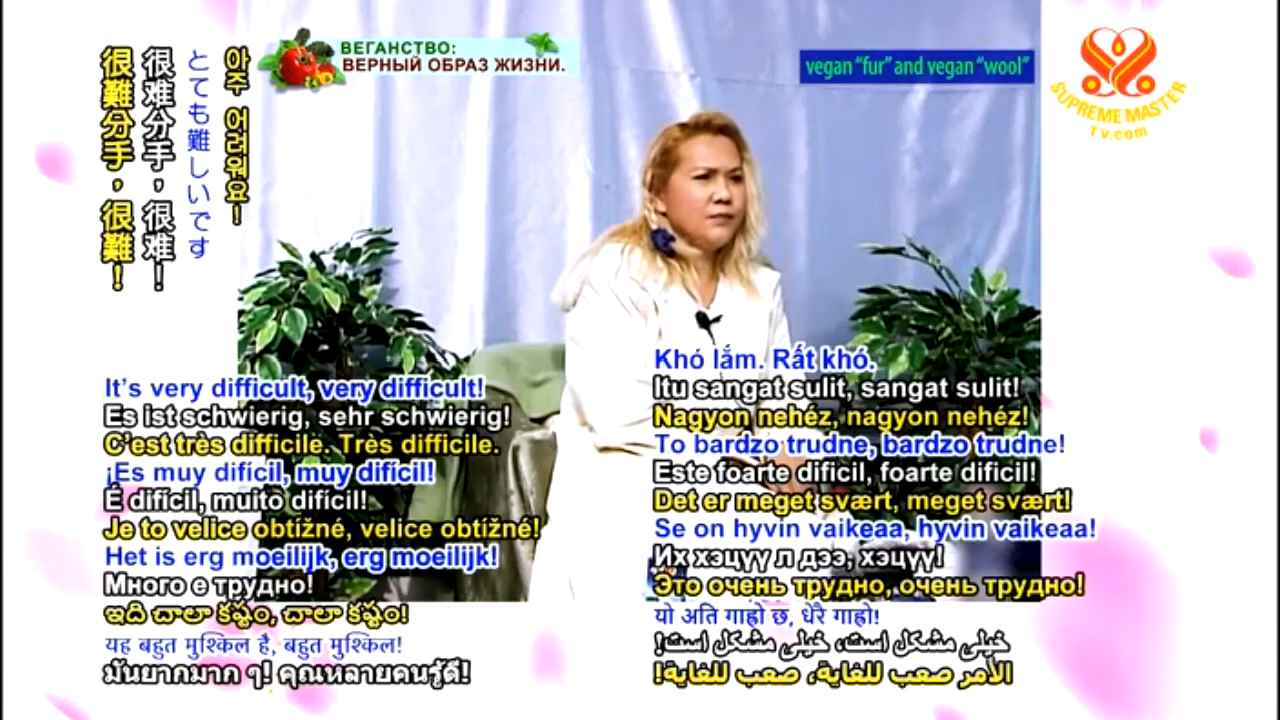 很難分手，很難！
很难分手，很难！
とても難しいです
아주 어려워요!
ВЕГАНСТВО:
ВЕРНЫЙ ОБРАЗ ЖИЗНИ.
vegan “fur” and vegan “wool”
SUPREME MASTER
TV.com
It’s very difficult, very difficult!
Es ist schwierig, sehr schwierig!
C’est très difficile. Très difficile.
¡Es muy difícil, muy difícil!
É difícil, muito difícil!
Je to velice obtížné, velice obtížné!
Het is erg moeilijk, erg moeilijk!
Много е трудно!
ఇది చాలా కష్టం, చాలా కష్టం!
यह बहुत मुश्किल है, बहुत मुश्किल!
มันยากมาก ๆ! คุณหลายคนรู้ดี!
Khó lắm. Rất khó.
Itu sangat sulit, sangat sulit!
Nagyon nehéz, nagyon nehéz!
To bardzo trudne, bardzo trudne!
Este foarte dificil, foarte dificil!
Det er meget svært, meget svært!
Se on hyvin vaikeaa, hyvin vaikeaa!
Их хэцүү л дээ, хэцүү!
Это очень трудно, очень трудно!
यो अति गाह्रो छ, धेरै गाह्रो!
خیلی مشکل است، خیلی مشکل است!
الأمر صعب للغاية، صعب للغاية!